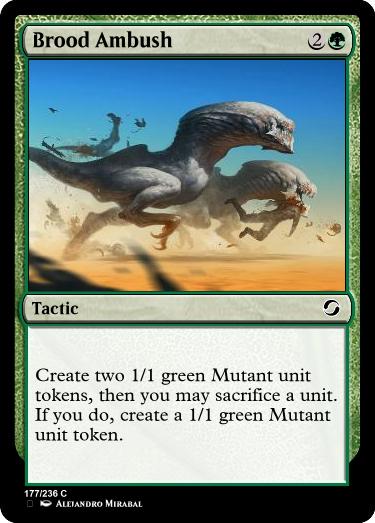 Brood Ambush 2
Tactic
Create two 1/1 green Mutant unit
tokens, then you may sacrifice a unit.
If you do, create a 1/1 green Mutant
unit token.
177/236 C
Alejandro Mirabal